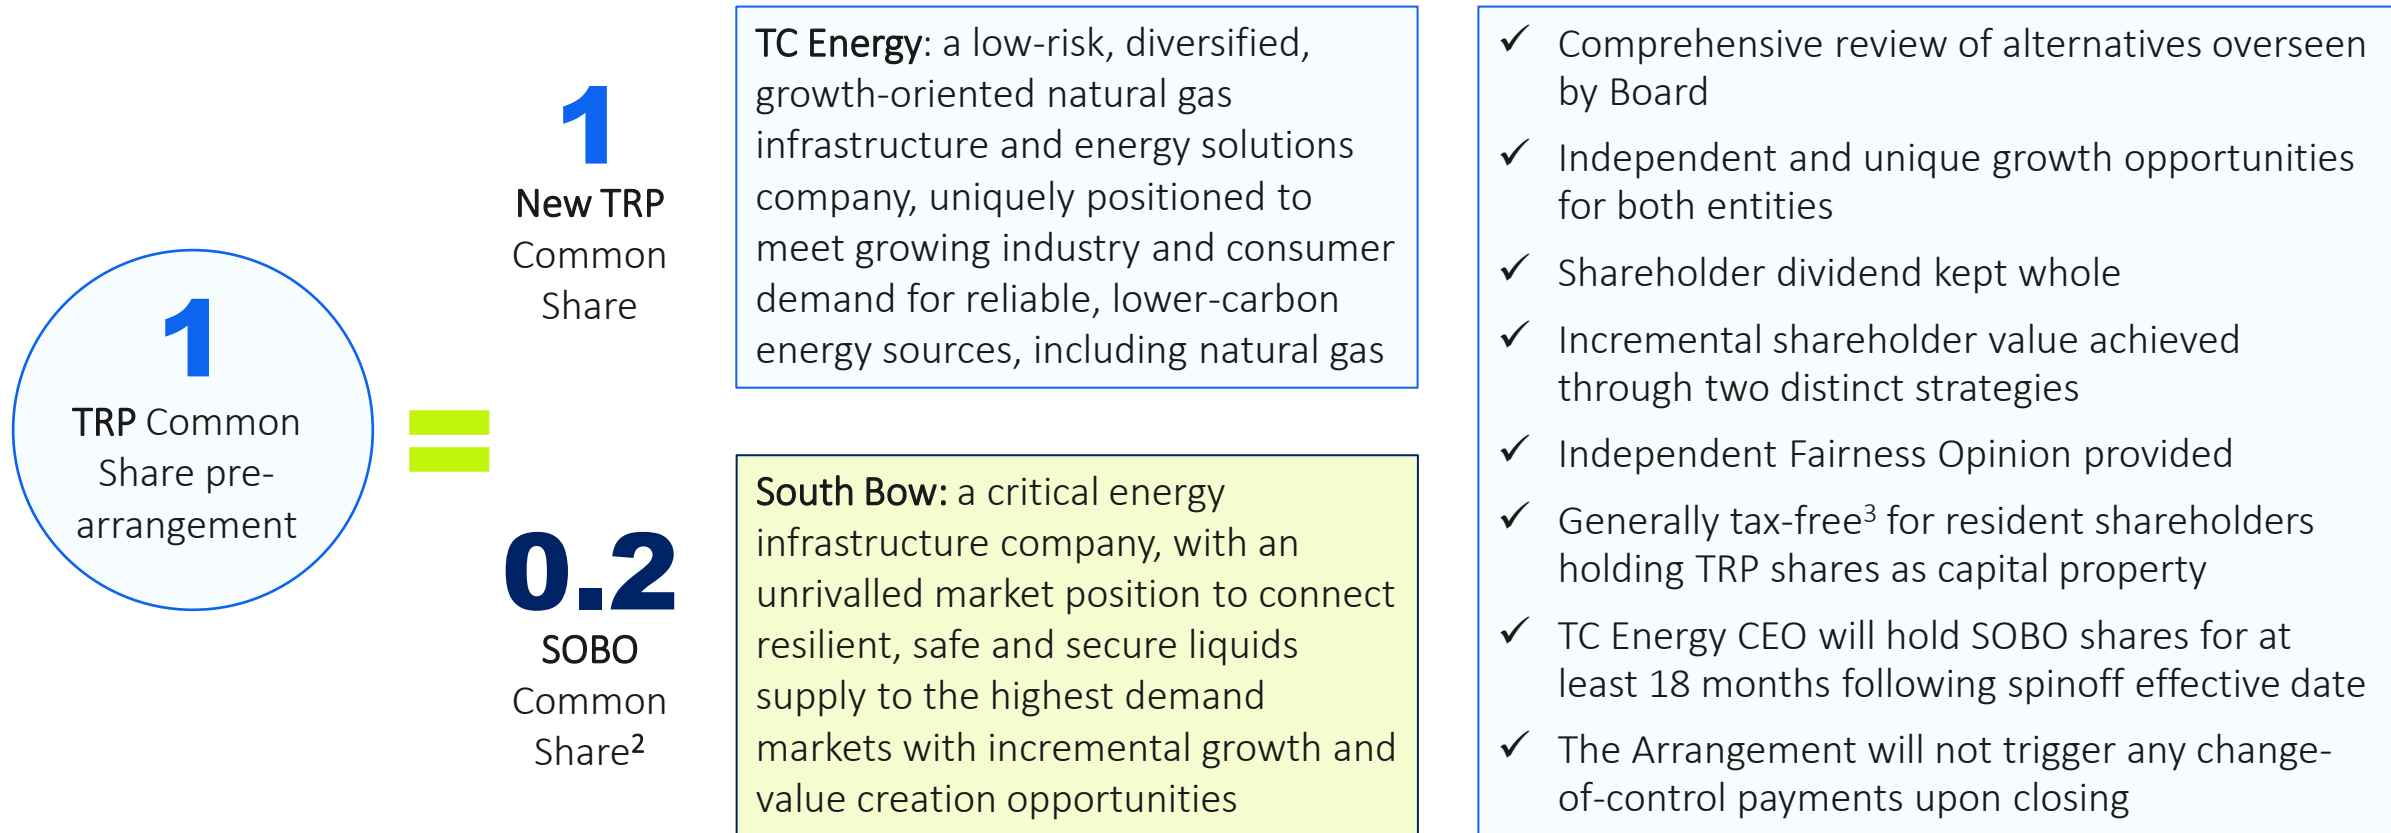 1
TRP Common
Share pre-
arrangement
=
1
New TRP
Common
Share
0.2
SOBO
Common
Share²
TC Energy: a low-risk, diversified,
growth-oriented natural gas
infrastructure and energy solutions
company, uniquely positioned to
meet growing industry and consumer
demand for reliable, lower-carbon
energy sources, including natural gas
South Bow: a critical energy
infrastructure company, with an
unrivalled market position to connect
resilient, safe and secure liquids
supply to the highest demand
markets with incremental growth and
value creation opportunities
✓ Comprehensive review of alternatives overseen
by Board
✓ Independent and unique growth opportunities
for both entities
✓ Shareholder dividend kept whole
✓ Incremental shareholder value achieved
through two distinct strategies
✓ Independent Fairness Opinion provided
✓ Generally tax-free³ for resident shareholders
holding TRP shares as capital property
✓ TC Energy CEO will hold SOBO shares for at
least 18 months following spinoff effective date
✓ The Arrangement will not trigger any change-
of-control payments upon closing